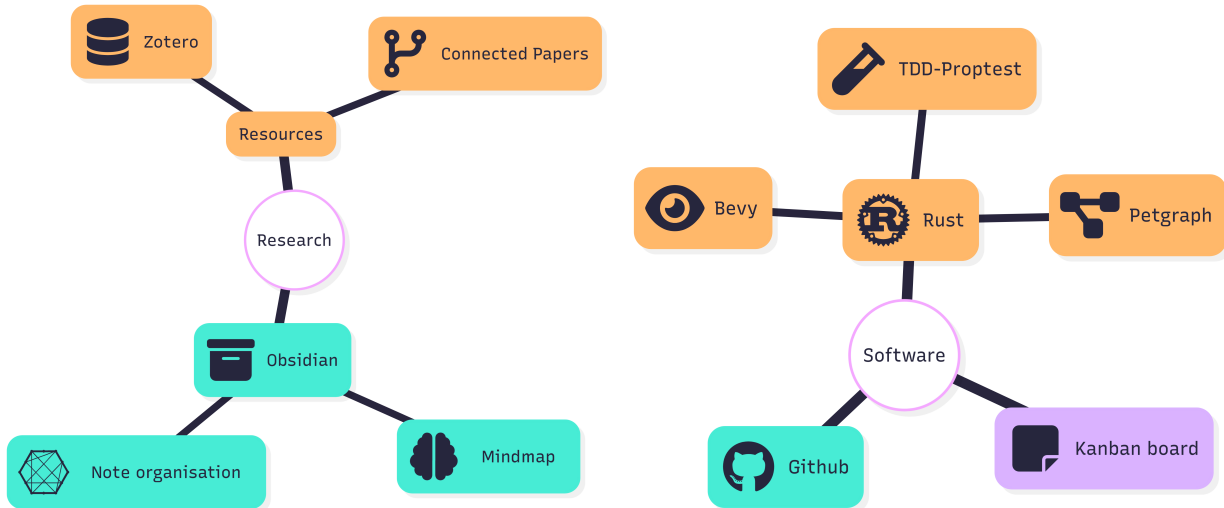 Zotero
Connected Papers
Resources
Research
Obsidian
Note organisation
Mindmap
TDD-Proptest
Bevy
R
Rust
Petgraph
Software
Github
Kanban board